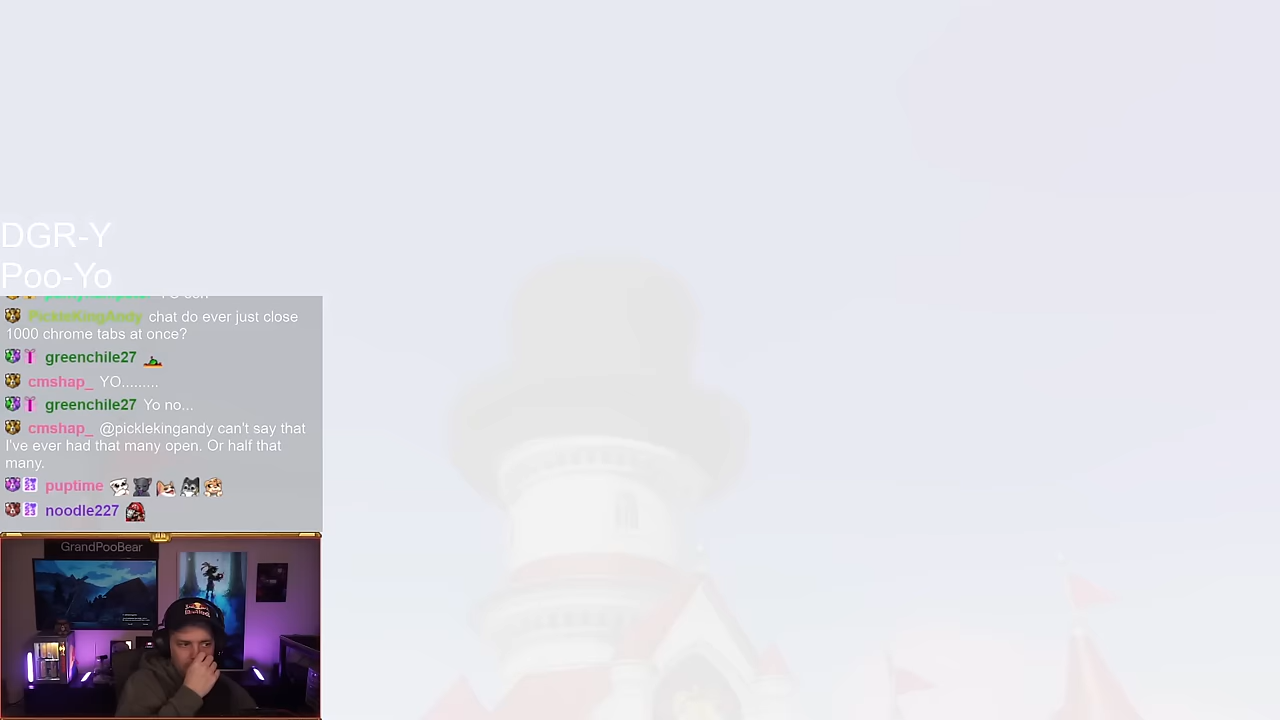 DGR-Y
Poo-Yo
PickleKingAndy chat do ever just close
1000 chrome tabs at once?
greenchile27
cmshap_ YO.........
greenchile27 Yo no...
cmshap_ @picklekingandy can't say that
I've ever had that many open. Or half that
many.
puptime
noodle227
GrandPooBear